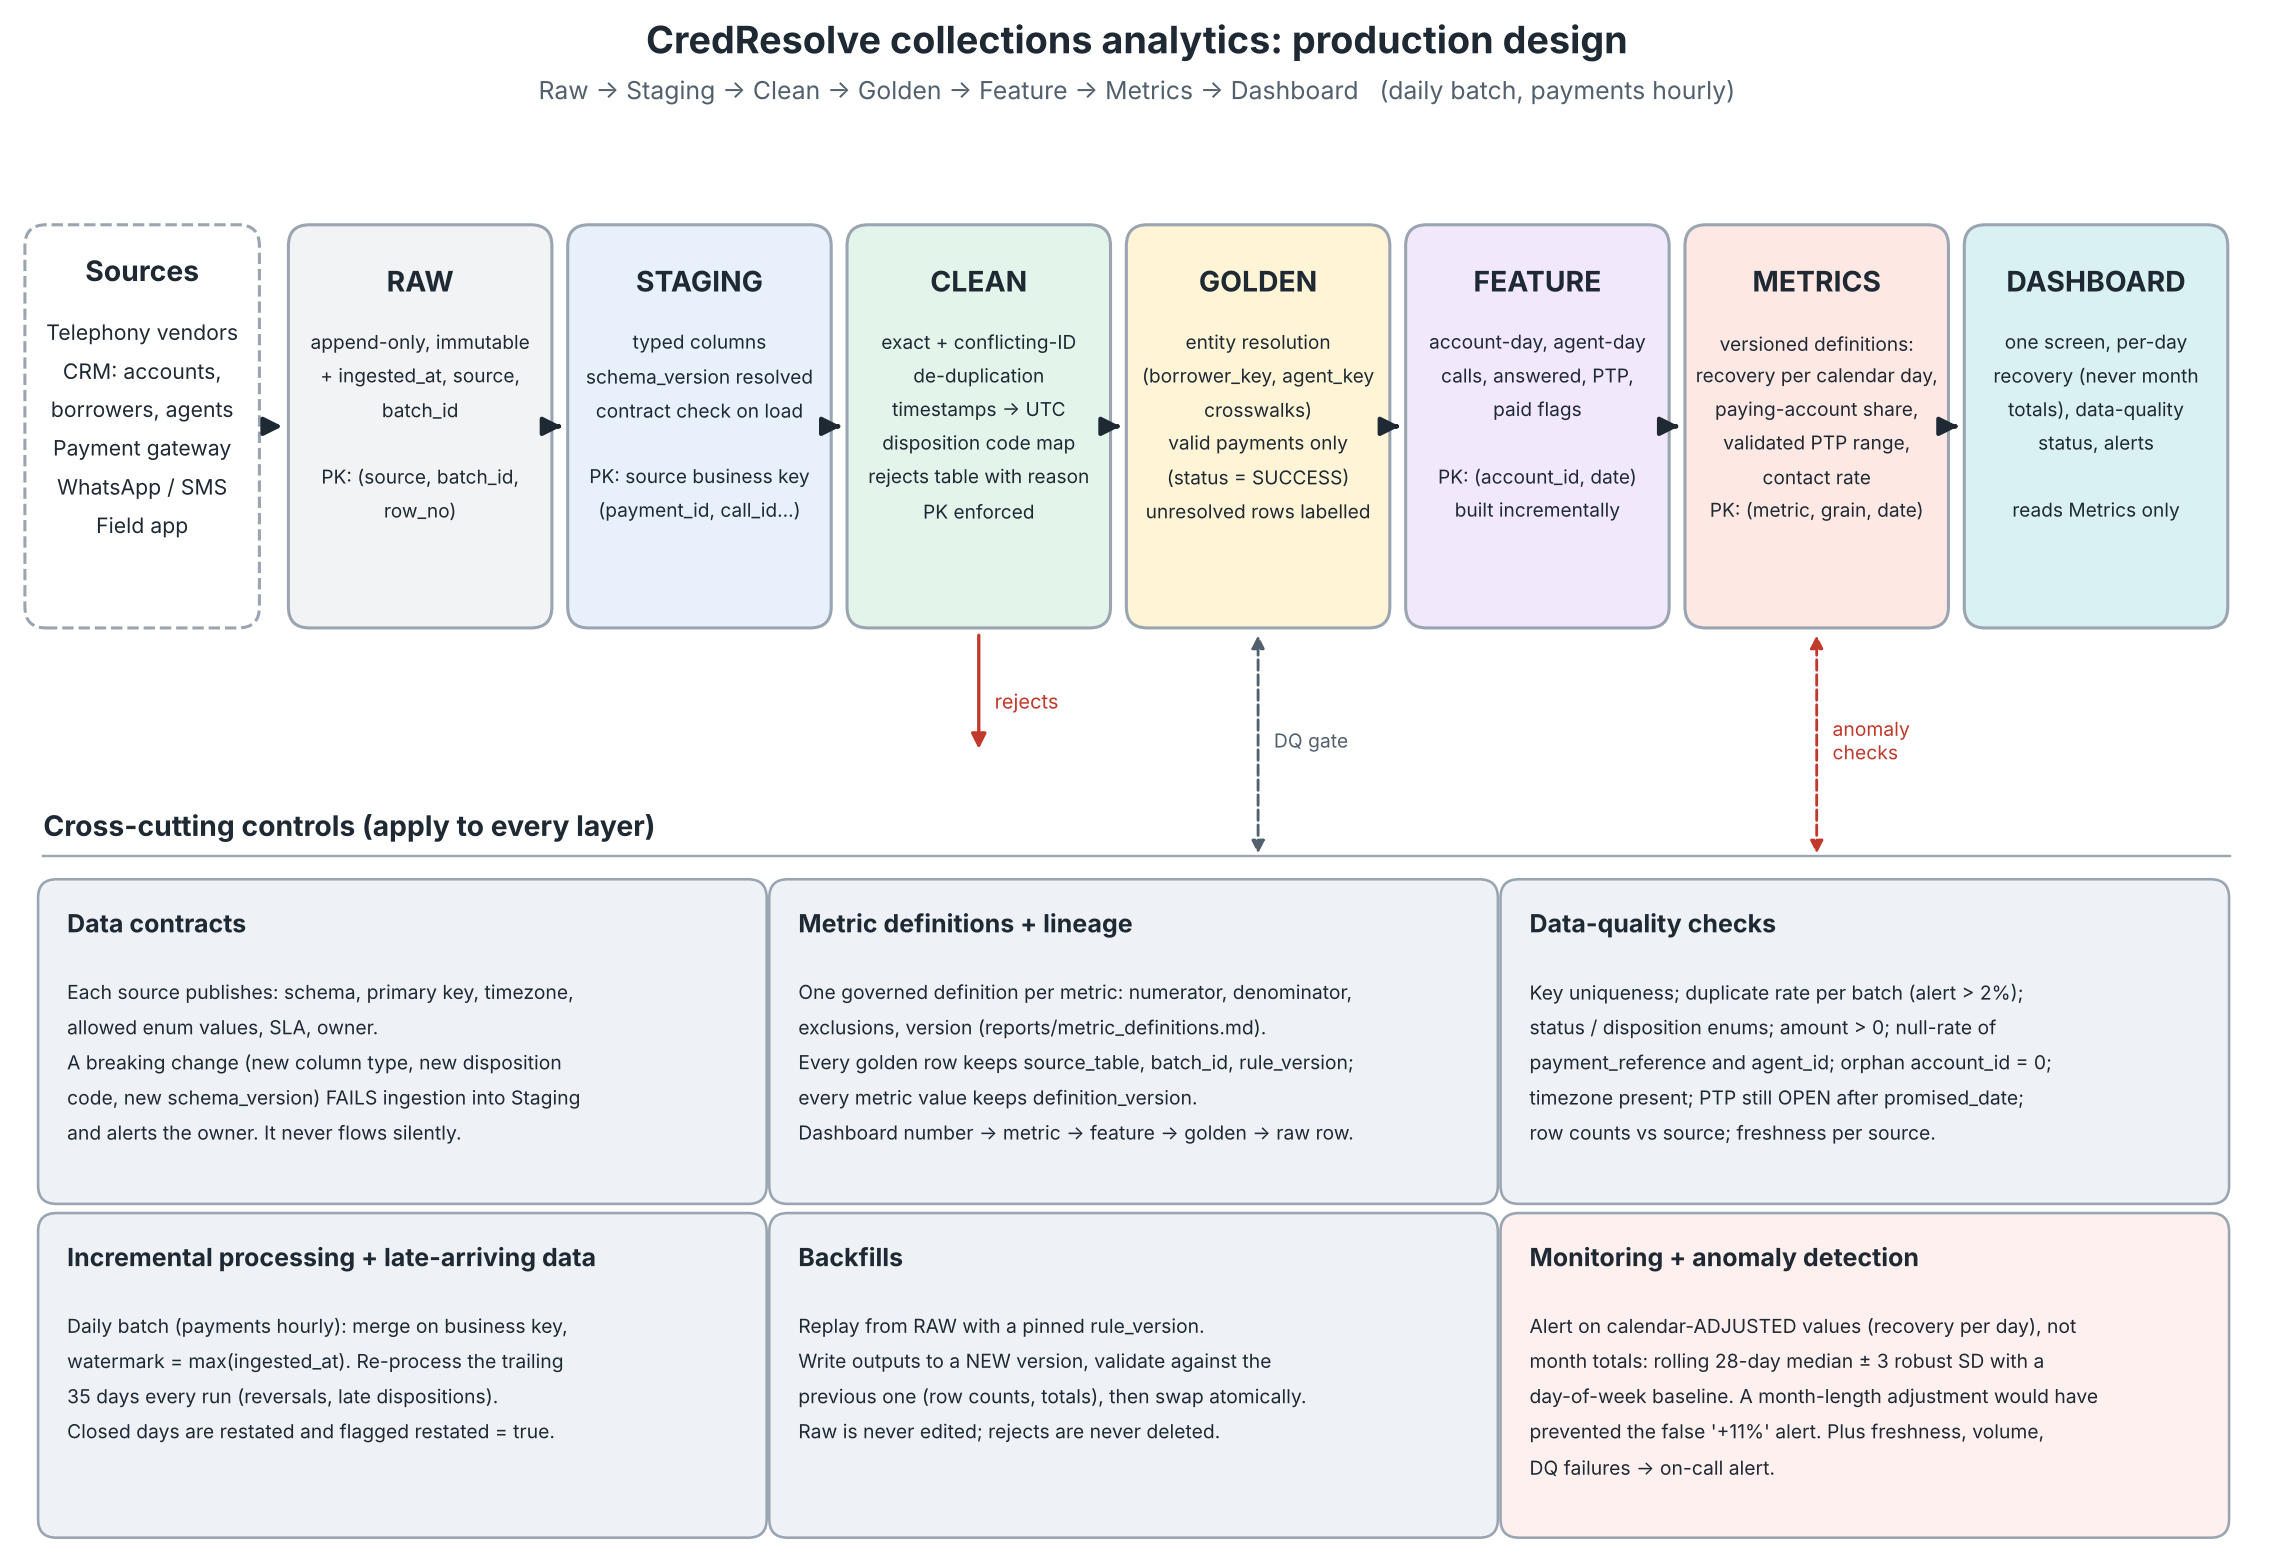 CredResolve collections analytics: production design
Raw → Staging → Clean → Golden → Feature → Metrics → Dashboard (daily batch, payments hourly)
Sources
Telephony vendors
CRM: accounts,
borrowers, agents
Payment gateway
WhatsApp / SMS
Field app
RAW
append-only, immutable
+ ingested_at, source,
batch_id
PK: (source, batch_id,
row_no)
STAGING
typed columns
schema_version resolved
contract check on load
PK: source business key
(payment_id, call_id...)
CLEAN
exact + conflicting-ID
de-duplication
timestamps → UTC
disposition code map
rejects table with reason
PK enforced
GOLDEN
entity resolution
(borrower_key, agent_key
crosswalks)
valid payments only
(status = SUCCESS)
unresolved rows labelled
FEATURE
account-day, agent-day
calls, answered, PTP,
paid flags
PK: (account_id, date)
built incrementally
METRICS
versioned definitions:
recovery per calendar day,
paying-account share,
validated PTP range,
contact rate
PK: (metric, grain, date)
DASHBOARD
one screen, per-day
recovery (never month
totals), data-quality
status, alerts
reads Metrics only
rejects
DQ gate
anomaly
checks
Cross-cutting controls (apply to every layer)
Data contracts
Each source publishes: schema, primary key, timezone,
allowed enum values, SLA, owner.
A breaking change (new column type, new disposition
code, new schema_version) FAILS ingestion into Staging
and alerts the owner. It never flows silently.
Metric definitions + lineage
One governed definition per metric: numerator, denominator,
exclusions, version (reports/metric_definitions.md).
Every golden row keeps source_table, batch_id, rule_version;
every metric value keeps definition_version.
Dashboard number → metric → feature → golden → raw row.
Data-quality checks
Key uniqueness; duplicate rate per batch (alert > 2%);
status / disposition enums; amount > 0; null-rate of
payment_reference and agent_id; orphan account_id = 0;
timezone present; PTP still OPEN after promised_date;
row counts vs source; freshness per source.
Incremental processing + late-arriving data
Daily batch (payments hourly): merge on business key,
watermark = max(ingested_at). Re-process the trailing
35 days every run (reversals, late dispositions).
Closed days are restated and flagged restated = true.
Backfills
Replay from RAW with a pinned rule_version.
Write outputs to a NEW version, validate against the
previous one (row counts, totals), then swap atomically.
Raw is never edited; rejects are never deleted.
Monitoring + anomaly detection
Alert on calendar-ADJUSTED values (recovery per day), not
month totals: rolling 28-day median ± 3 robust SD with a
day-of-week baseline. A month-length adjustment would have
prevented the false '+11%' alert. Plus freshness, volume,
DQ failures → on-call alert.